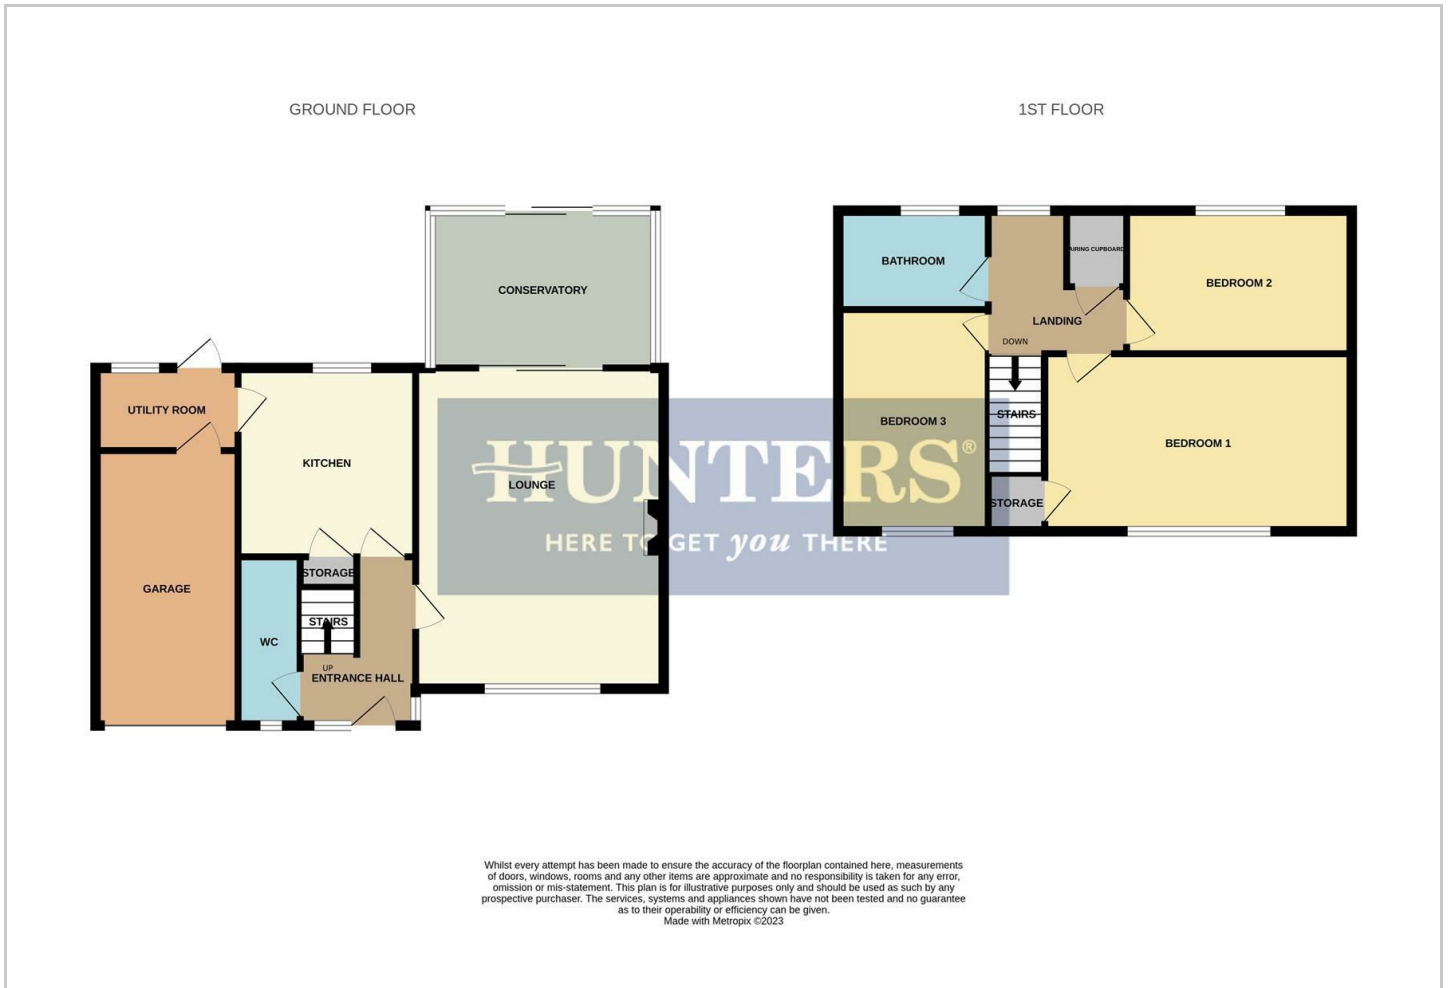 GROUND FLOOR
1ST FLOOR
CONSERVATORY
UTILITY ROOM
KITCHEN
LOUNGE
GARAGE
STORAGE
STAIRS
WC
UP
ENTRANCE HALL
BATHROOM
AIRING CUPBOARD
BEDROOM 2
LANDING
DOWN
BEDROOM 3
STAIRS
BEDROOM 1
STORAGE
HUNTERS®
HERE TO GET you THERE
Whilst every attempt has been made to ensure the accuracy of the floorplan contained here, measurements
of doors, windows, rooms and any other items are approximate and no responsibility is taken for any error,
omission or mis-statement. This plan is for illustrative purposes only and should be used as such by any
prospective purchaser. The services, systems and appliances shown have not been tested and no guarantee
as to their operability or efficiency can be given.
Made with Metropix ©2023